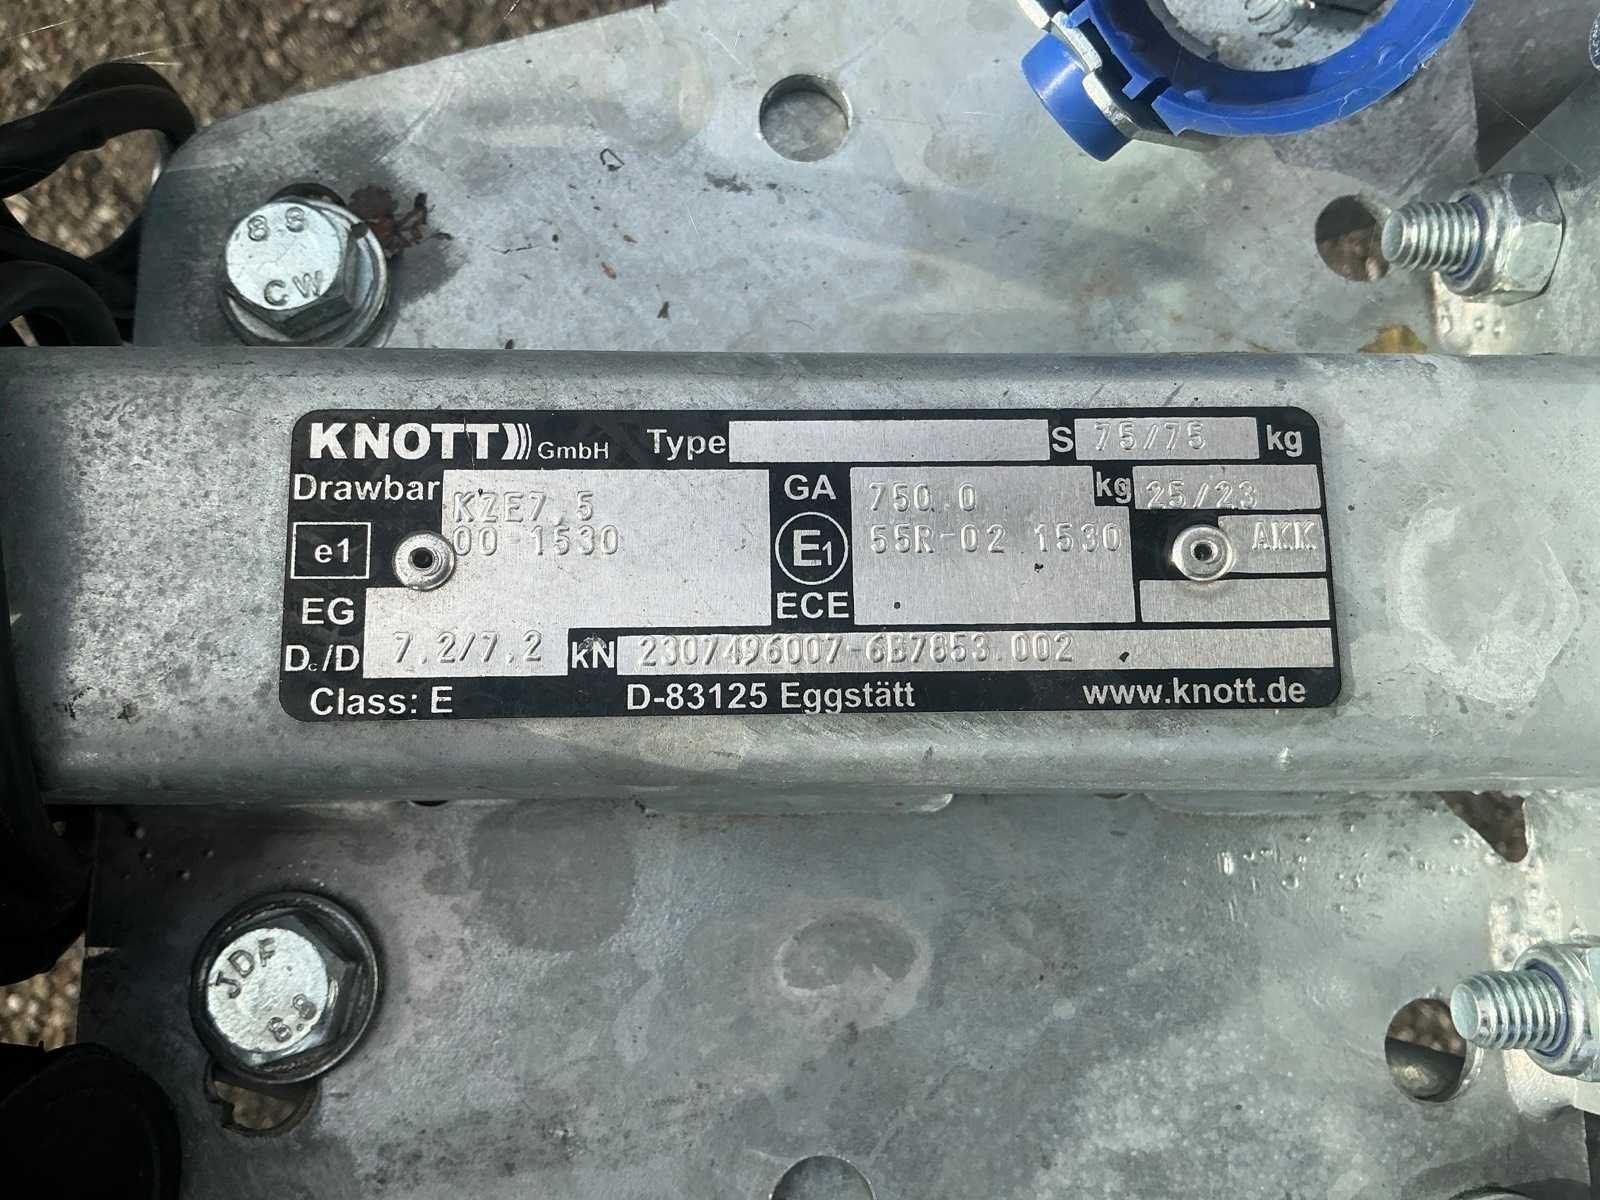 8 8
CW
KNOTT GmbH Type S 75/75 kg
Drawbar KZE7,5 GA 750.0 kg 25/23
e1 00-1530 E1 55R-02 1530 AKK
EG ECE
Dc/D 7.2/7.2 kN 2307496007-6B7853.002
Class: E D-83125 Eggstätt www.knott.de
JDF
8.8